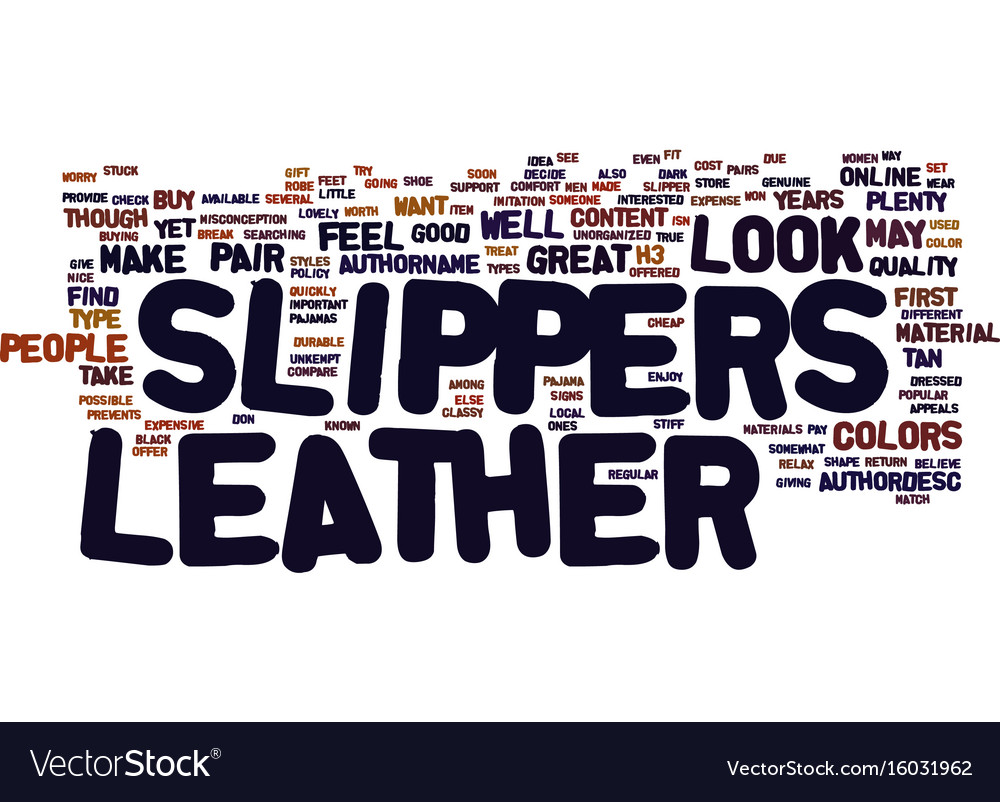 WORRY STUCK GIFT TRY SOON IDEA SEE EVEN FIT COST PAIRS DUE WOMEN WAY
ROBE FEET GOING SHOE SUPPORT DECIDE ALSO DARK STORE GENUINE ONLINE SET
PROVIDE CHECK BUY AVAILABLE SEVERAL LITTLE COMFORT MEN MADE SLIPPER WEAR
THOUGH YET MISCONCEPTION LOVELY WORTH WANT ITEM IMITATION SOMEONE INTERESTED EXPENSE WON YEARS PLENTY
BUYING BREAK SEARCHING FEEL GOOD WELL CONTENT ISN LOOK MAY USED
UNORGANIZED TRUE COLOR
GIVE MAKE PAIR STYLES AUTHORNAME TREAT GREAT H3 QUALITY
NICE POLICY TYPES OFFERED
FIND QUICKLY SLIPPERS FIRST
IMPORTANT DIFFERENT
TYPE PAJAMAS CHEAP MATERIAL
PEOPLE DURABLE TAN
TAKE UNKEMPT COMPARE AMONG PAJAMA ENJOY DRESSED
POSSIBLE ELSE SIGNS POPULAR
PREVENTS CLASSY LOCAL APPEALS
EXPENSIVE DON KNOWN ONES STIFF MATERIALS PAY COLORS
BLACK SOMEWHAT
OFFER LEATHER RELAX SHAPE RETURN BELIEVE
REGULAR GIVING AUTHORDESC
MATCH
VectorStock®
VectorStock.com/16031962